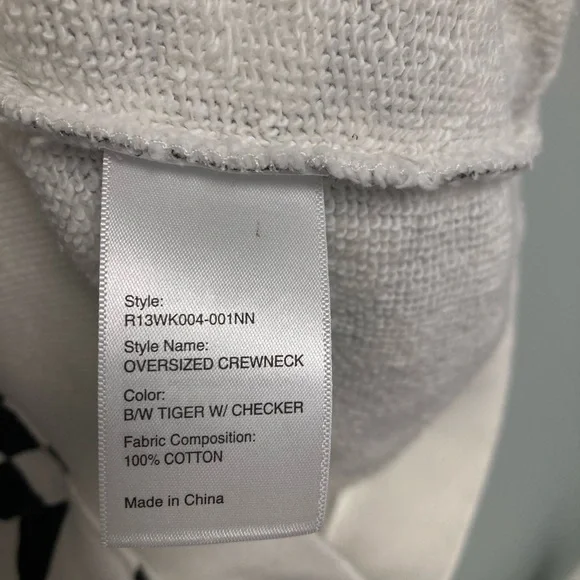 Style:
R13WK004-001NN
Style Name:
OVERSIZED CREWNECK
Color:
B/W TIGER W/ CHECKER
Fabric Composition:
100% COTTON
Made in China